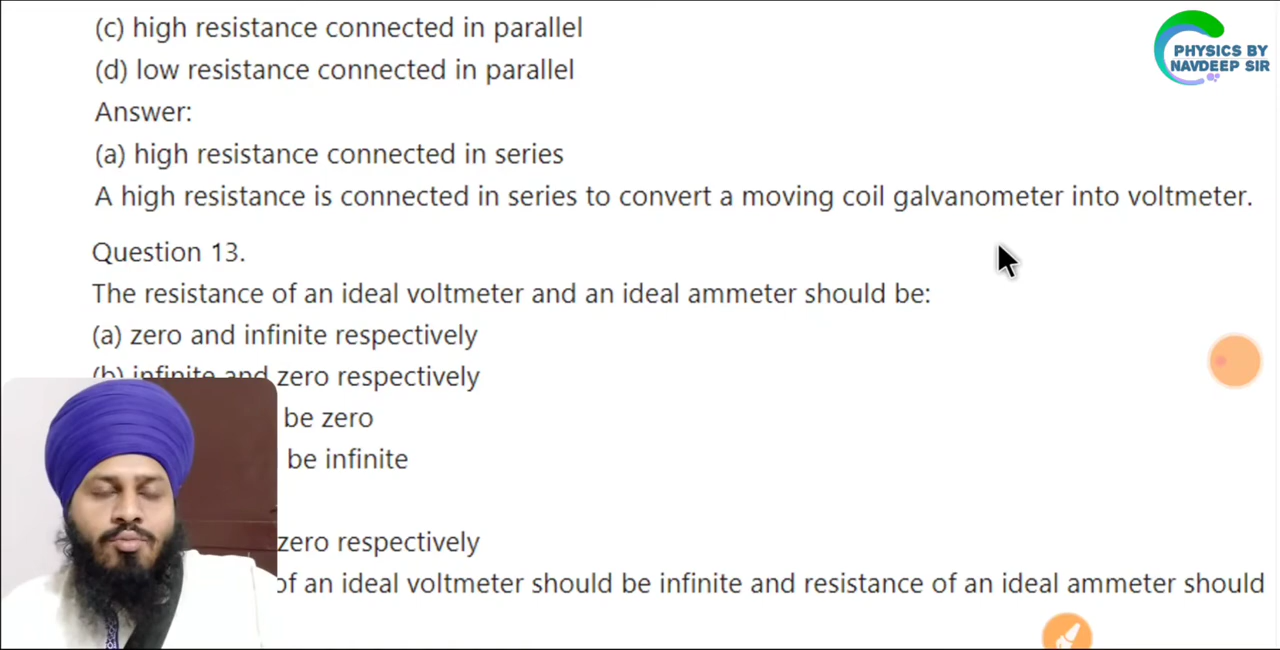 (c) high resistance connected in parallel
(d) low resistance connected in parallel
Answer:
(a) high resistance connected in series
A high resistance is connected in series to convert a moving coil galvanometer into voltmeter.
Question 13.
The resistance of an ideal voltmeter and an ideal ammeter should be:
(a) zero and infinite respectively
(b) infinite and zero respectively
be zero
be infinite
zero respectively
of an ideal voltmeter should be infinite and resistance of an ideal ammeter should
PHYSICS BY
NAVDEEP SIR